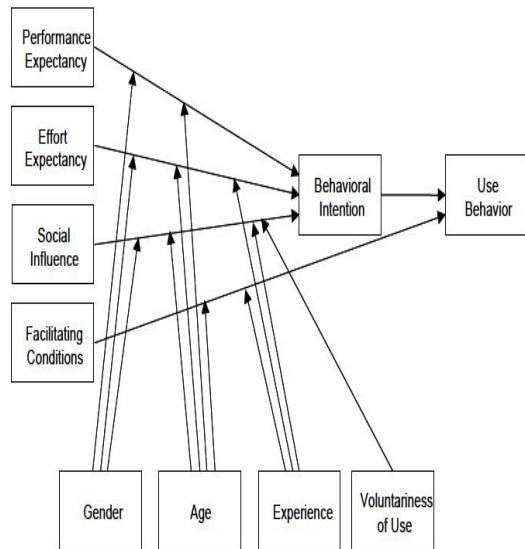 Performance
Expectancy
Effort
Expectancy
Social
Influence
Facilitating
Conditions
Behavioral
Intention
Use
Behavior
Gender
Age
Experience
Voluntariness
of Use